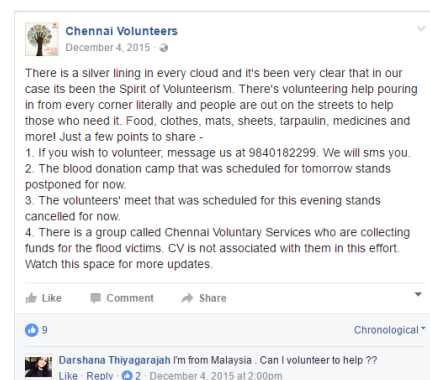 Chennai Volunteers
December 4, 2015 ·
There is a silver lining in every cloud and it's been very clear that in our
case its been the Spirit of Volunteerism. There's volunteering help pouring
in from every corner literally and people are out on the streets to help
those who need it. Food, clothes, mats, sheets, tarpaulin, medicines and
more! Just a few points to share -
1. If you wish to volunteer, message us at 9840182299. We will sms you.
2. The blood donation camp that was scheduled for tomorrow stands
postponed for now.
3. The volunteers' meet that was scheduled for this evening stands
cancelled for now.
4. There is a group called Chennai Voluntary Services who are collecting
funds for the flood victims. CV is not associated with them in this effort.
Watch this space for more updates.
Like Comment Share
9 Chronological
Darshana Thiyagarajah I'm from Malaysia . Can I volunteer to help ??
Like · Reply · 2 · December 4, 2015 at 2:00pm